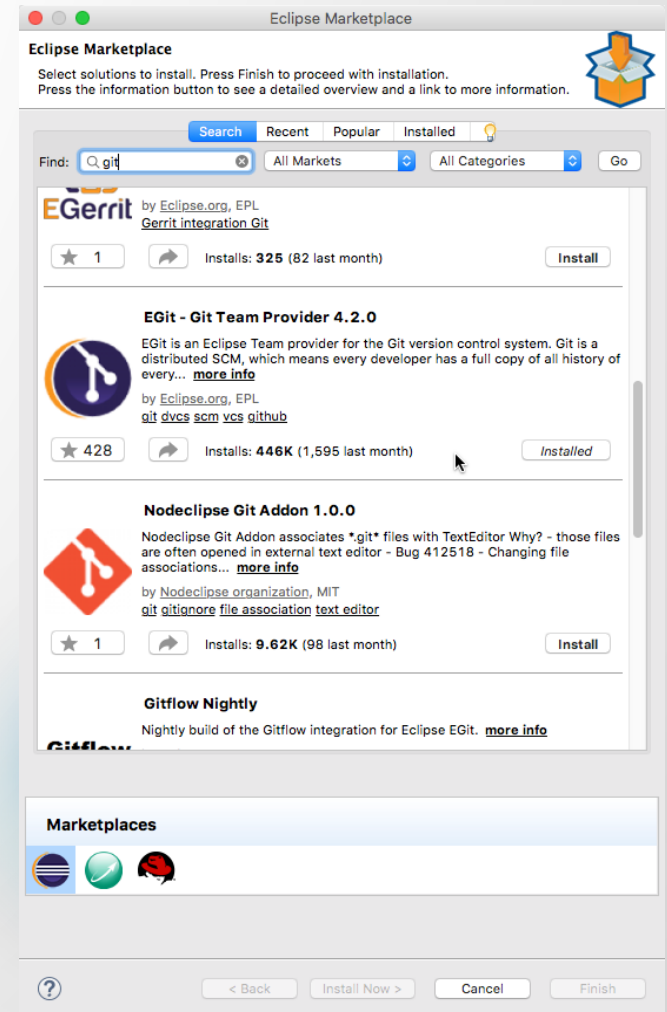 Eclipse Marketplace
Eclipse Marketplace
Select solutions to install. Press Finish to proceed with installation.
Press the information button to see a detailed overview and a link to more information.
Search Recent Popular Installed
Find: git All Markets All Categories Go
EGerrit
by Eclipse.org, EPL
Gerrit integration Git
1 Installs: 325 (82 last month) Install
EGit - Git Team Provider 4.2.0
EGit is an Eclipse Team provider for the Git version control system. Git is a
distributed SCM, which means every developer has a full copy of all history of
every... more info
by Eclipse.org, EPL
git dvcs scm vcs github
428 Installs: 446K (1,595 last month) Installed
Nodeclipse Git Addon 1.0.0
Nodeclipse Git Addon associates *.git* files with TextEditor Why? - those files
are often opened in external text editor - Bug 412518 - Changing file
associations... more info
by Nodeclipse organization, MIT
git gitignore file association text editor
1 Installs: 9.62K (98 last month) Install
Gitflow Nightly
Nightly build of the Gitflow integration for Eclipse EGit. more info
Gitflow
Marketplaces
? < Back Install Now > Cancel Finish